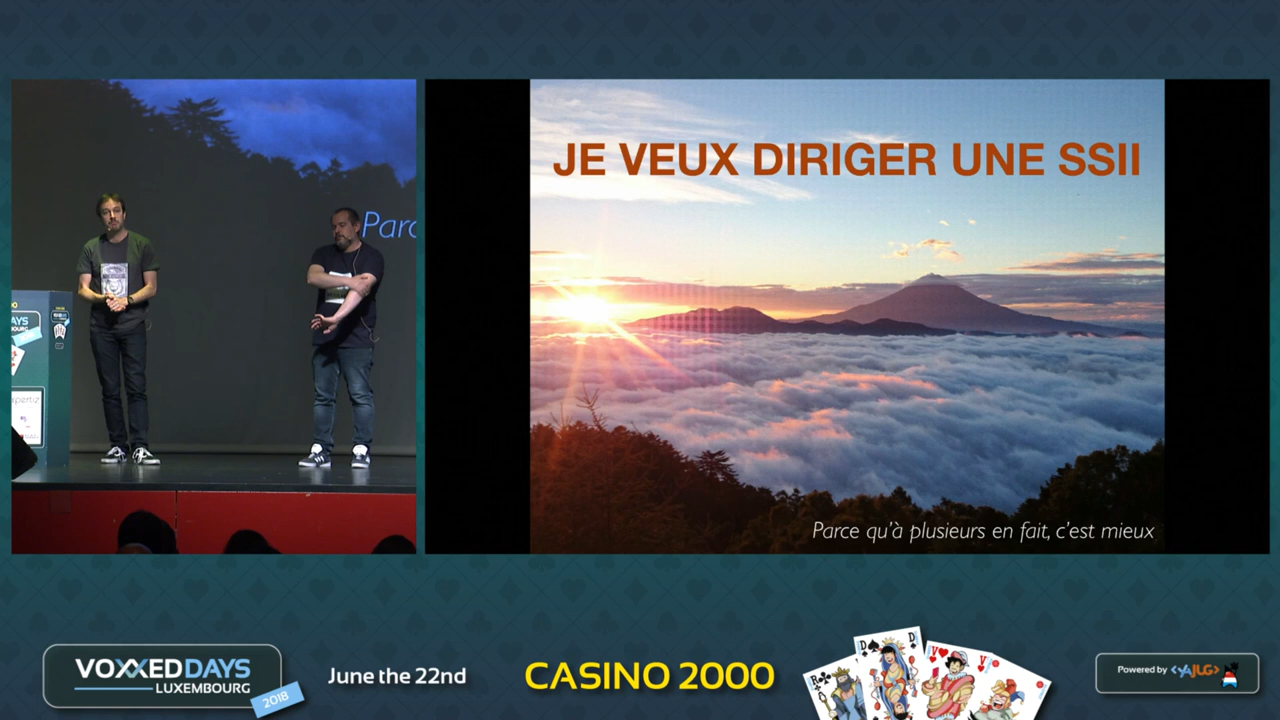 Parc
AYS
JE VEUX DIRIGER UNE SSII
Parce qu'à plusieurs en fait, c'est mieux
VOXXEDDAYS
LUXEMBOURG
2018
June the 22nd
CASINO 2000
R
D
D
V
V
Powered by <YAJUG>